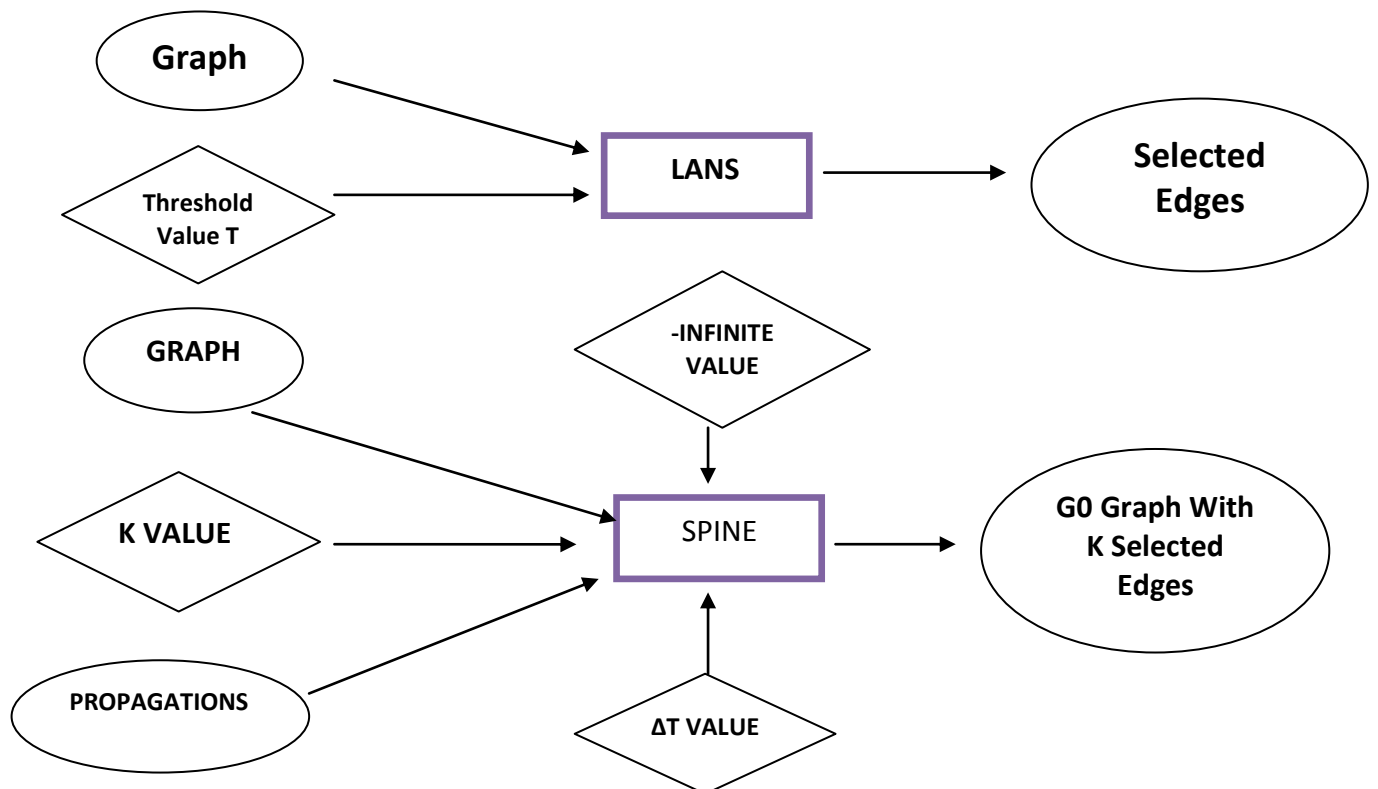 Graph
Threshold
Value T
LANS
Selected
Edges
GRAPH
-INFINITE
VALUE
K VALUE
SPINE
G0 Graph With
K Selected
Edges
PROPAGATIONS
ΔT VALUE